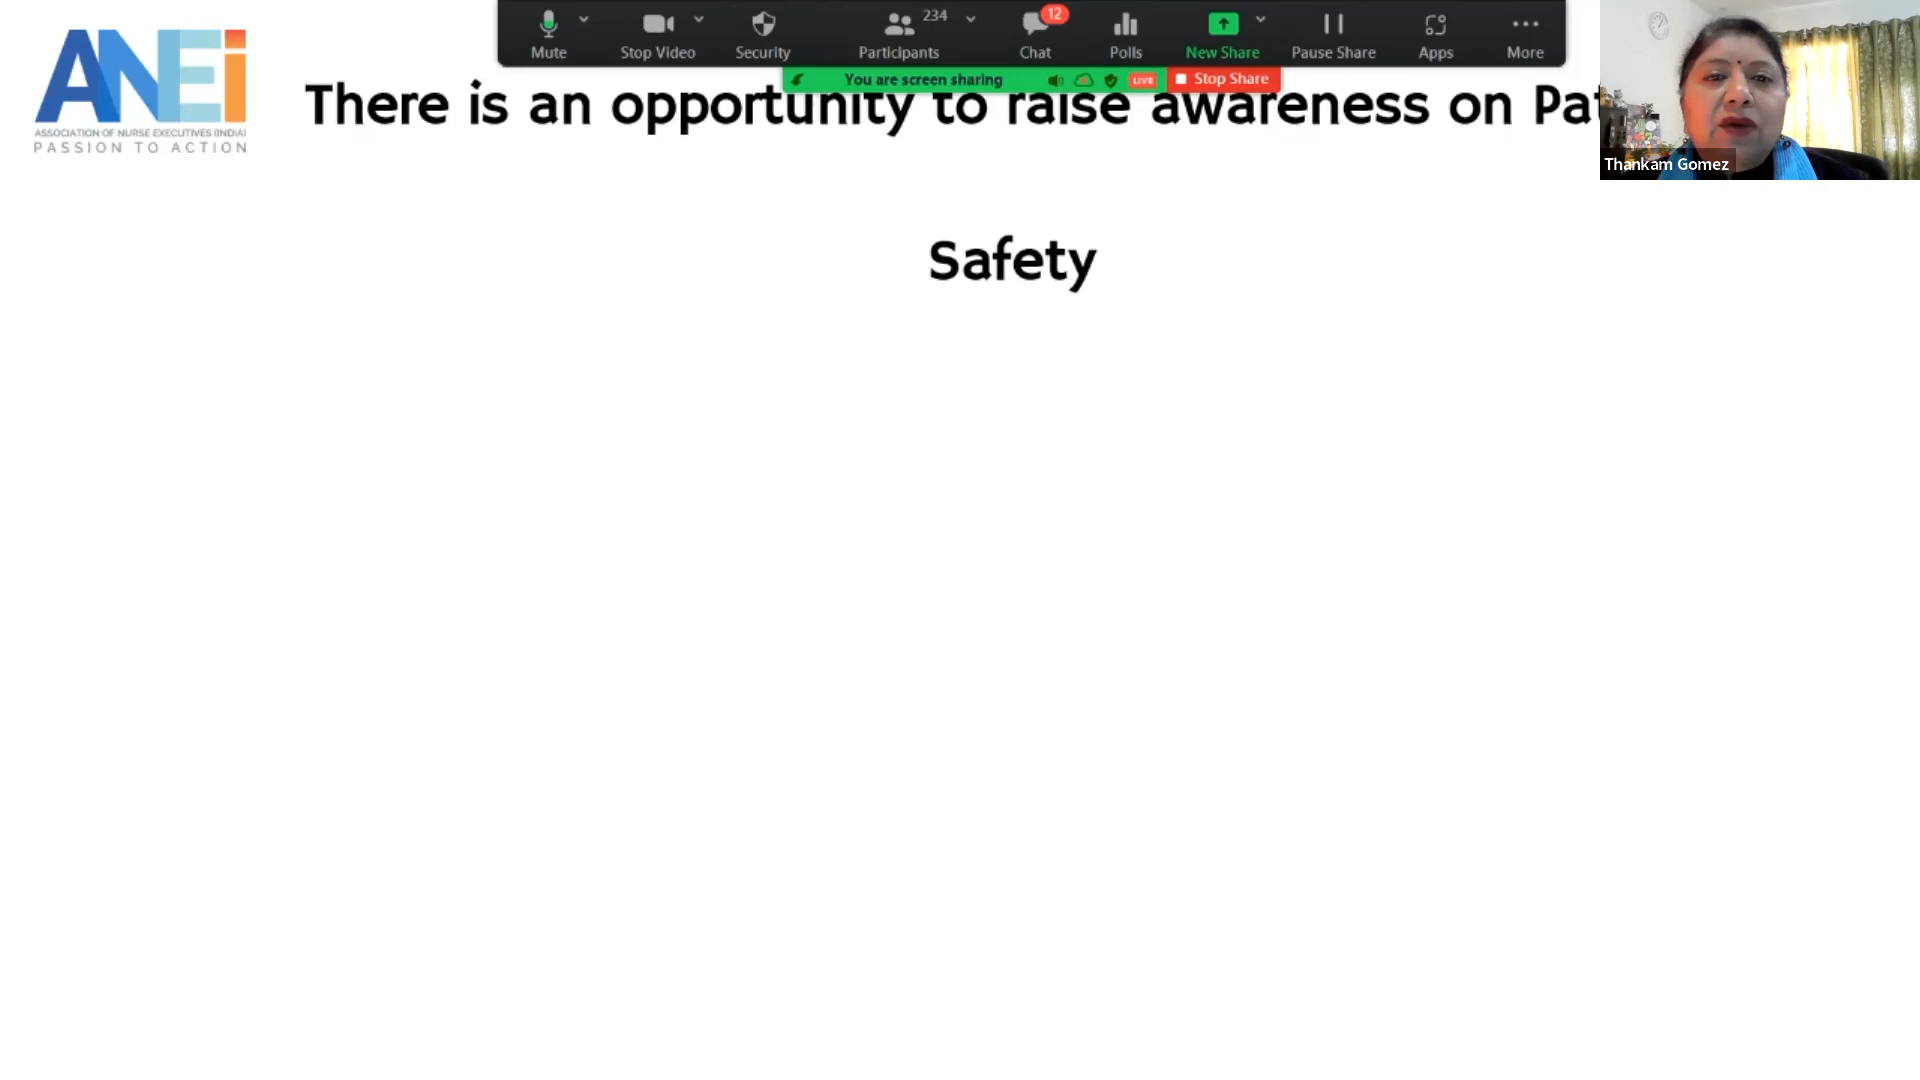 234
12
Mute
Stop Video
Security
Participants
Chat
Polls
New Share
Pause Share
Apps
More
You are screen sharing
LIVE
Stop Share
ANEi
ASSOCIATION OF NURSE EXECUTIVES (INDIA)
PASSION TO ACTION
There is an opportunity to raise awareness on Pat
Safety
Thankam Gomez